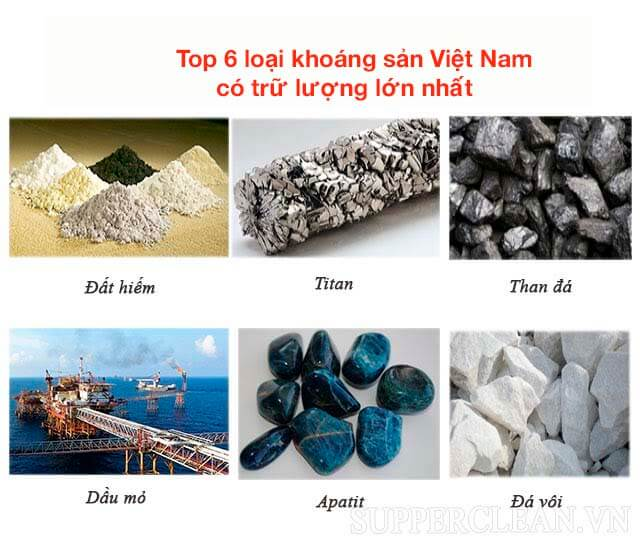 Top 6 loại khoáng sản Việt Nam
có trữ lượng lớn nhất
Đất hiếm
Titan
Than đá
Dầu mỏ
Apatit
Đá vôi
SUPPERCLEAN.VN